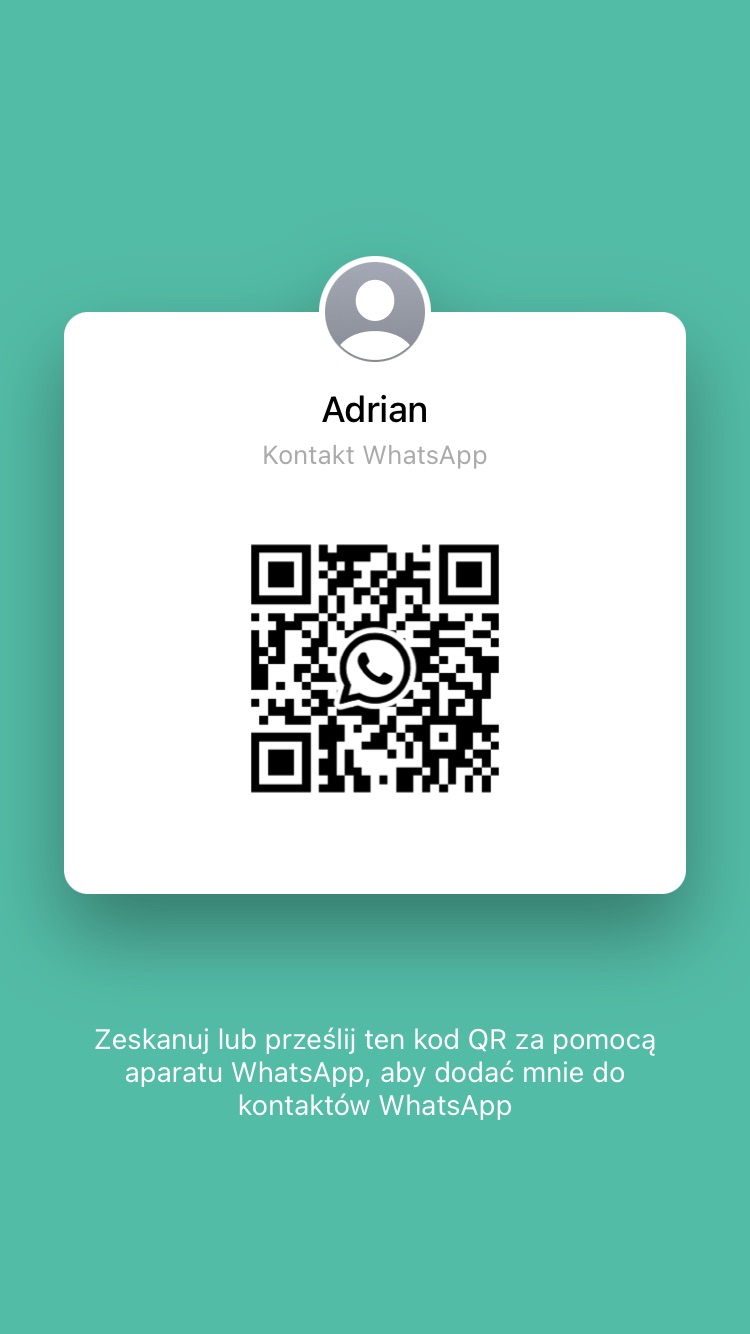 Adrian
Kontakt WhatsApp
Zeskanuj lub prześlij ten kod QR za pomocą
aparatu WhatsApp, aby dodać mnie do
kontaktów WhatsApp